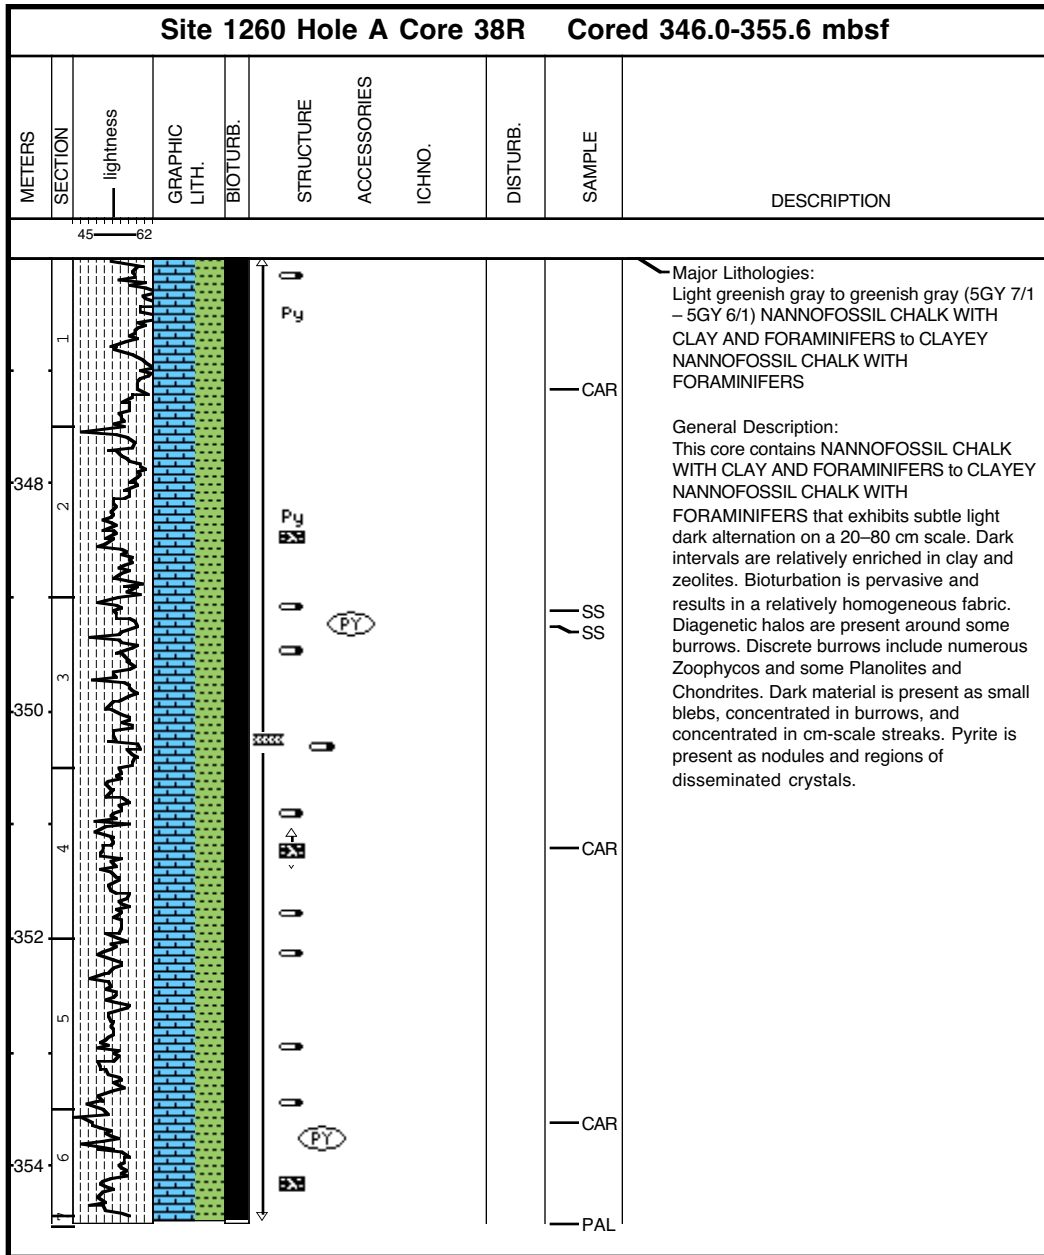 Site 1260 Hole A Core 38R Cored 346.0-355.6 mbsf
METERS
SECTION
lightness
GRAPHIC
LITH.
BIOTURB.
STRUCTURE
ACCESSORIES
ICHNO.
DISTURB.
SAMPLE
DESCRIPTION
45 62
Major Lithologies:
Light greenish gray to greenish gray (5GY 7/1
– 5GY 6/1) NANNOFOSSIL CHALK WITH
CLAY AND FORAMINIFERS to CLAYEY
NANNOFOSSIL CHALK WITH
FORAMINIFERS
General Description:
This core contains NANNOFOSSIL CHALK
WITH CLAY AND FORAMINIFERS to CLAYEY
NANNOFOSSIL CHALK WITH
FORAMINIFERS that exhibits subtle light
dark alternation on a 20–80 cm scale. Dark
intervals are relatively enriched in clay and
zeolites. Bioturbation is pervasive and
results in a relatively homogeneous fabric.
Diagenetic halos are present around some
burrows. Discrete burrows include numerous
Zoophycos and some Planolites and
Chondrites. Dark material is present as small
blebs, concentrated in burrows, and
concentrated in cm-scale streaks. Pyrite is
present as nodules and regions of
disseminated crystals.
Py
1
CAR
348
2
Py
SS
PY
SS
3
350
4
CAR
352
5
CAR
PY
6
354
7
PAL